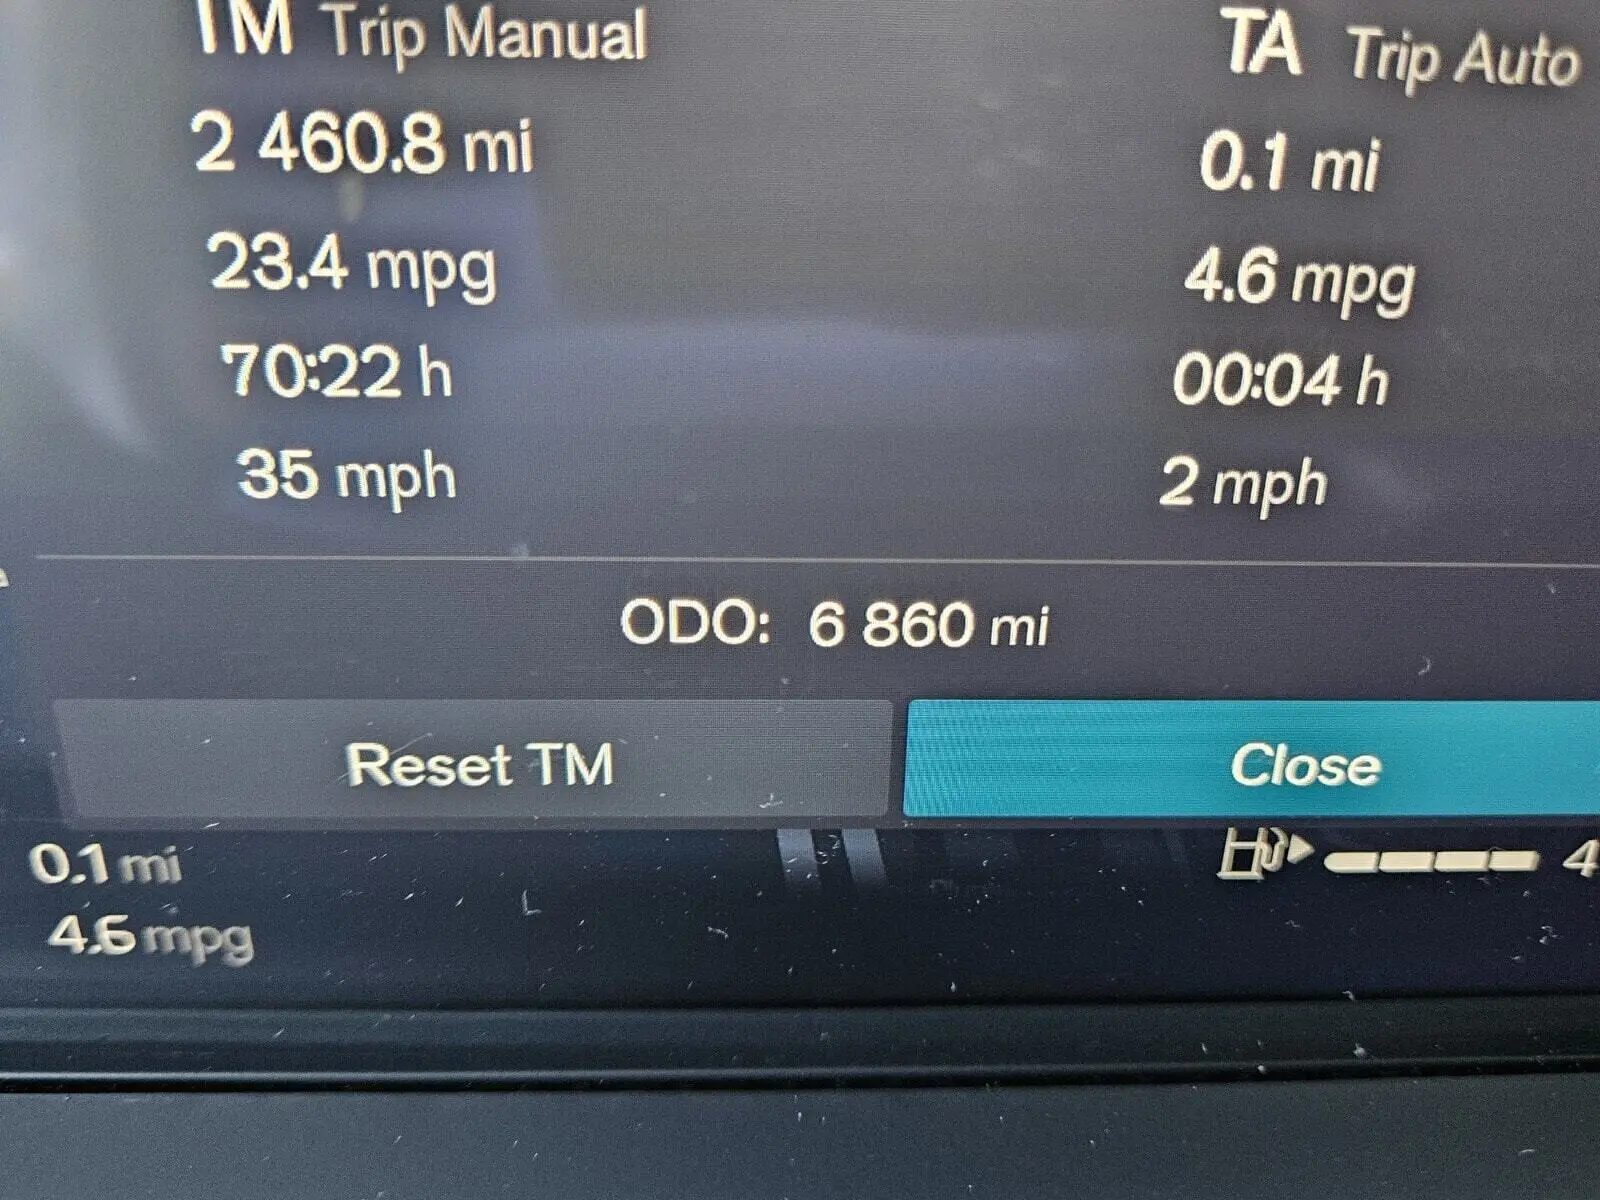 TM Trip Manual
TA Trip Auto
2 460.8 mi
0.1 mi
23.4 mpg
4.6 mpg
70:22 h
00:04 h
35 mph
2 mph
ODO: 6 860 mi
Reset TM
Close
0.1 mi
4.6 mpg